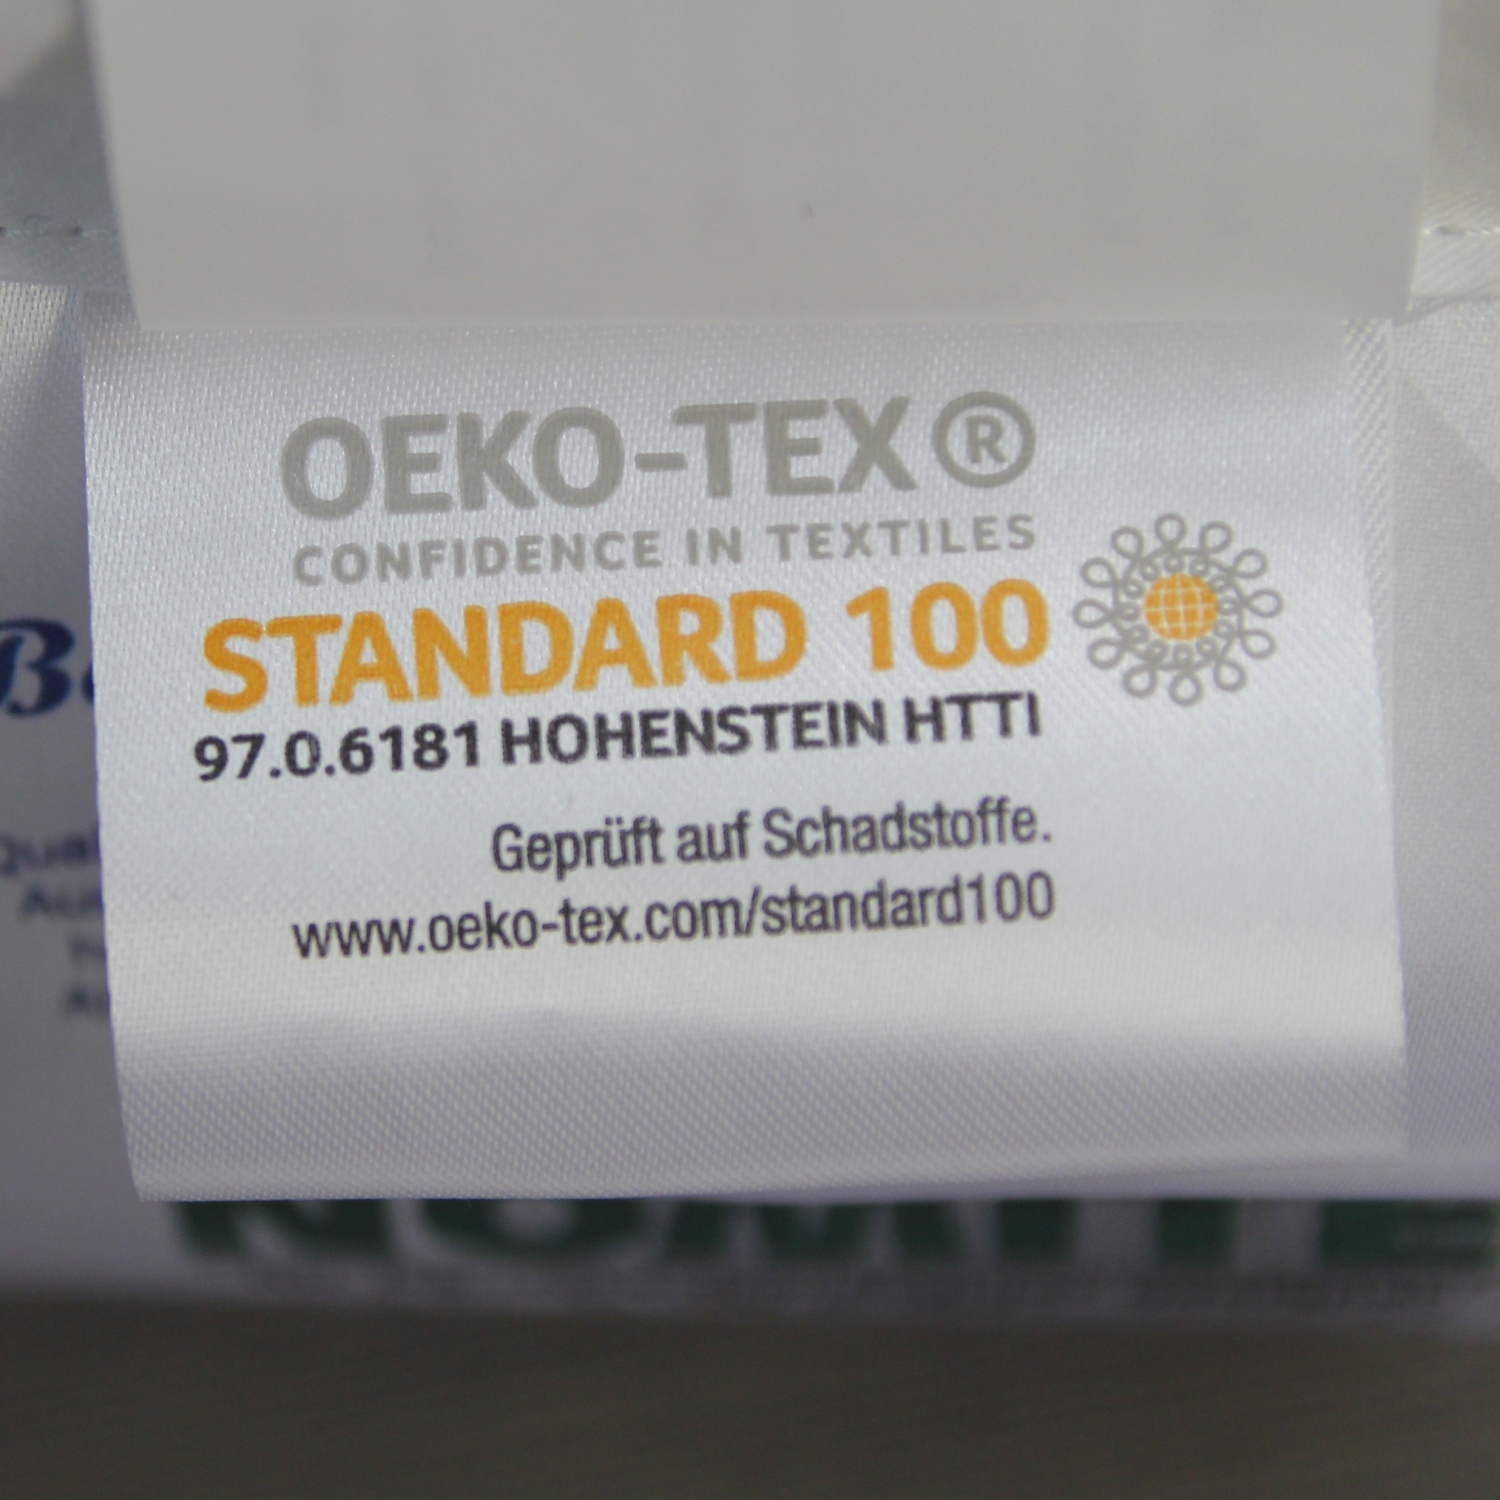 OEKO-TEX®
CONFIDENCE IN TEXTILES
STANDARD 100
97.0.6181 HOHENSTEIN HTTI
Geprüft auf Schadstoffe.
www.oeko-tex.com/standard100